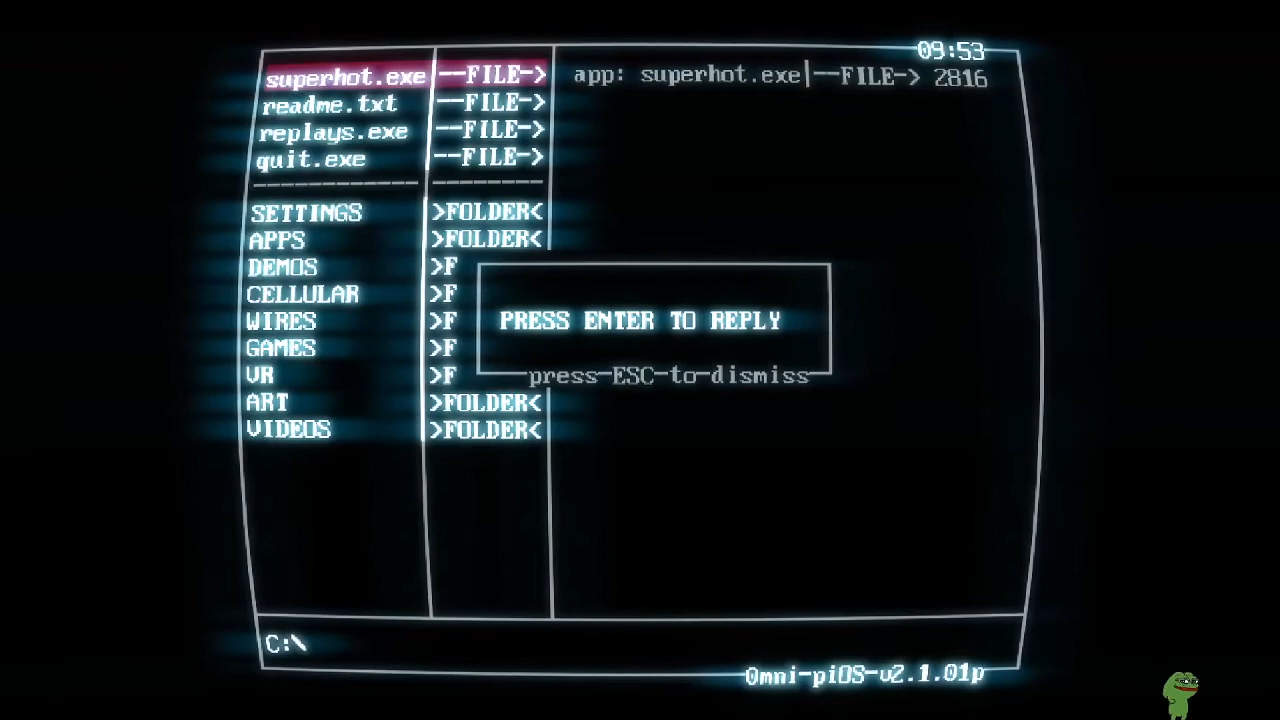 09:53
superhot.exe --FILE-> app: superhot.exe|--FILE-> 2816
readme.txt --FILE->
replays.exe --FILE->
quit.exe --FILE->
SETTINGS >FOLDER<
APPS >FOLDER<
DEMOS >F
CELLULAR >F
WIRES >F PRESS ENTER TO REPLY
GAMES >F
VR >F press-ESC-to-dismiss
ART >FOLDER<
VIDEOS >FOLDER<
C:\
Omni-piOS-v2.1.01p